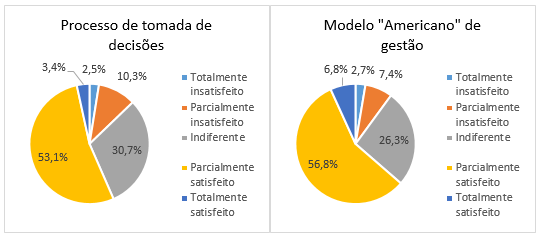 Processo de tomada de
decisões
3,4%
2,5%
10,3%
30,7%
53,1%
Totalmente
insatisfeito
Parcialmente
insatisfeito
Indiferente
Parcialmente
satisfeito
Totalmente
satisfeito
Modelo "Americano" de
gestão
6,8%
2,7%
7,4%
26,3%
56,8%
Totalmente
insatisfeito
Parcialmente
insatisfeito
Indiferente
Parcialmente
satisfeito
Totalmente
satisfeito